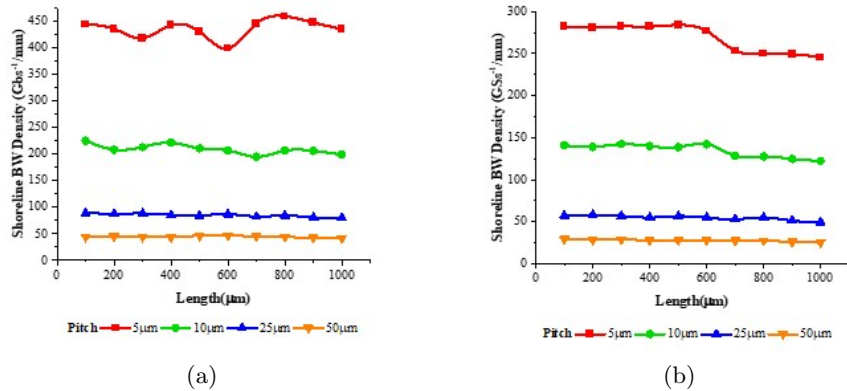 450
400
350
300
250
200
150
100
50
0
Shoreline BW Density (Gbs⁻¹/mm)
0 200 400 600 800 1000
Length(μm)
Pitch 5μm 10μm 25μm 50μm
(a)
300
250
200
150
100
50
0
Shoreline BW Density (GSs⁻¹/mm)
0 200 400 600 800 1000
Length(μm)
Pitch 5μm 10μm 25μm 50μm
(b)